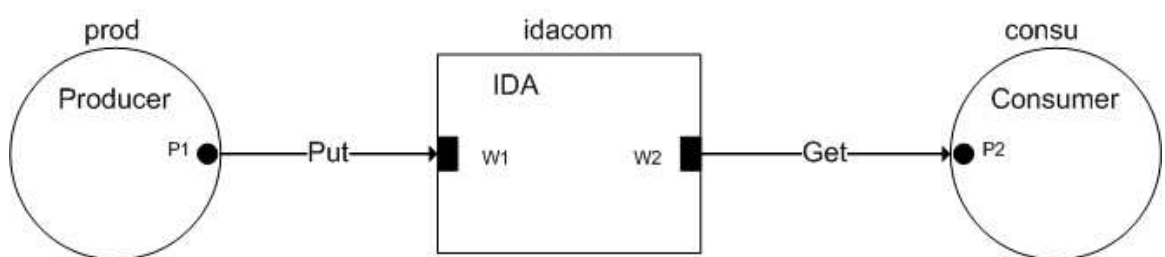 prod
idacom
consu
Producer
IDA
Consumer
P1
Put
W1
W2
Get
P2